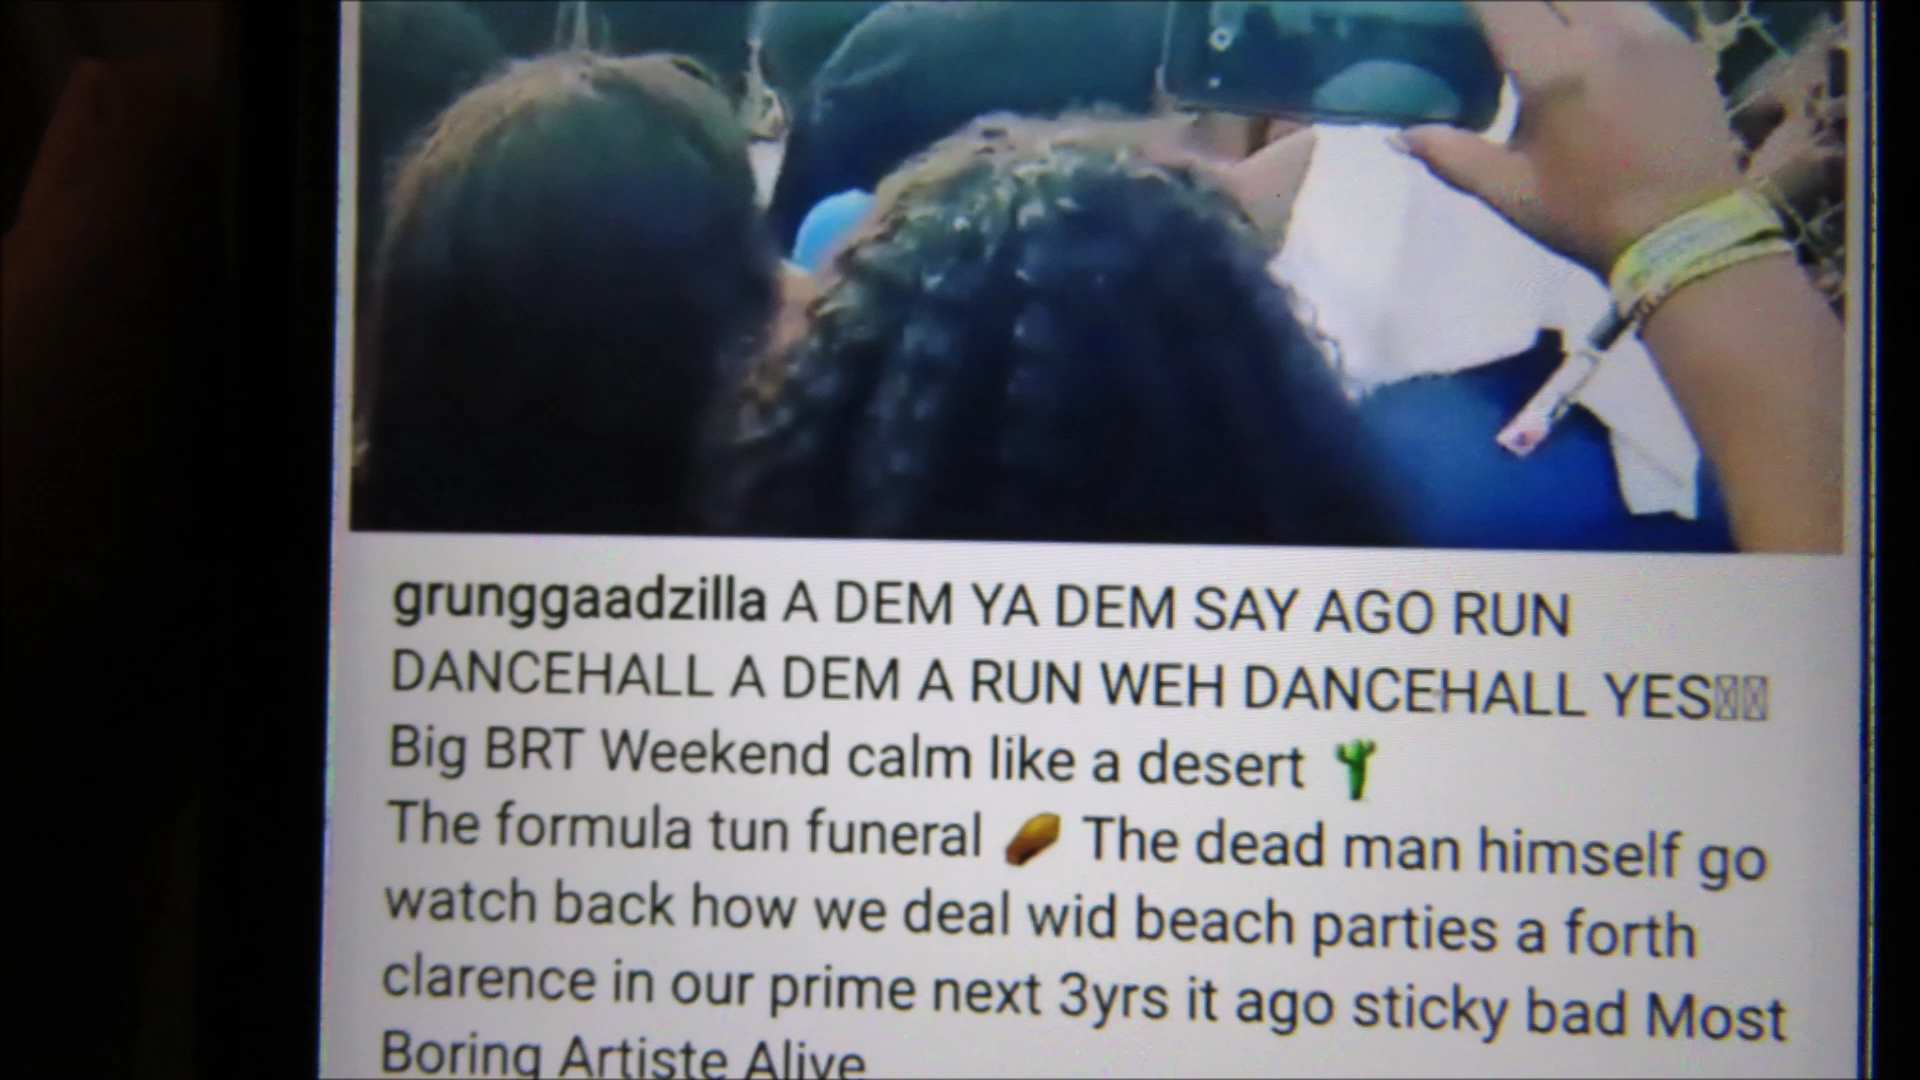 grunggaadzilla A DEM YA DEM SAY AGO RUN
DANCEHALL A DEM A RUN WEH DANCEHALL YES
Big BRT Weekend calm like a desert 🌵
The formula tun funeral ⚰️ The dead man himself go
watch back how we deal wid beach parties a forth
clarence in our prime next 3yrs it ago sticky bad Most
Boring Artiste Alive